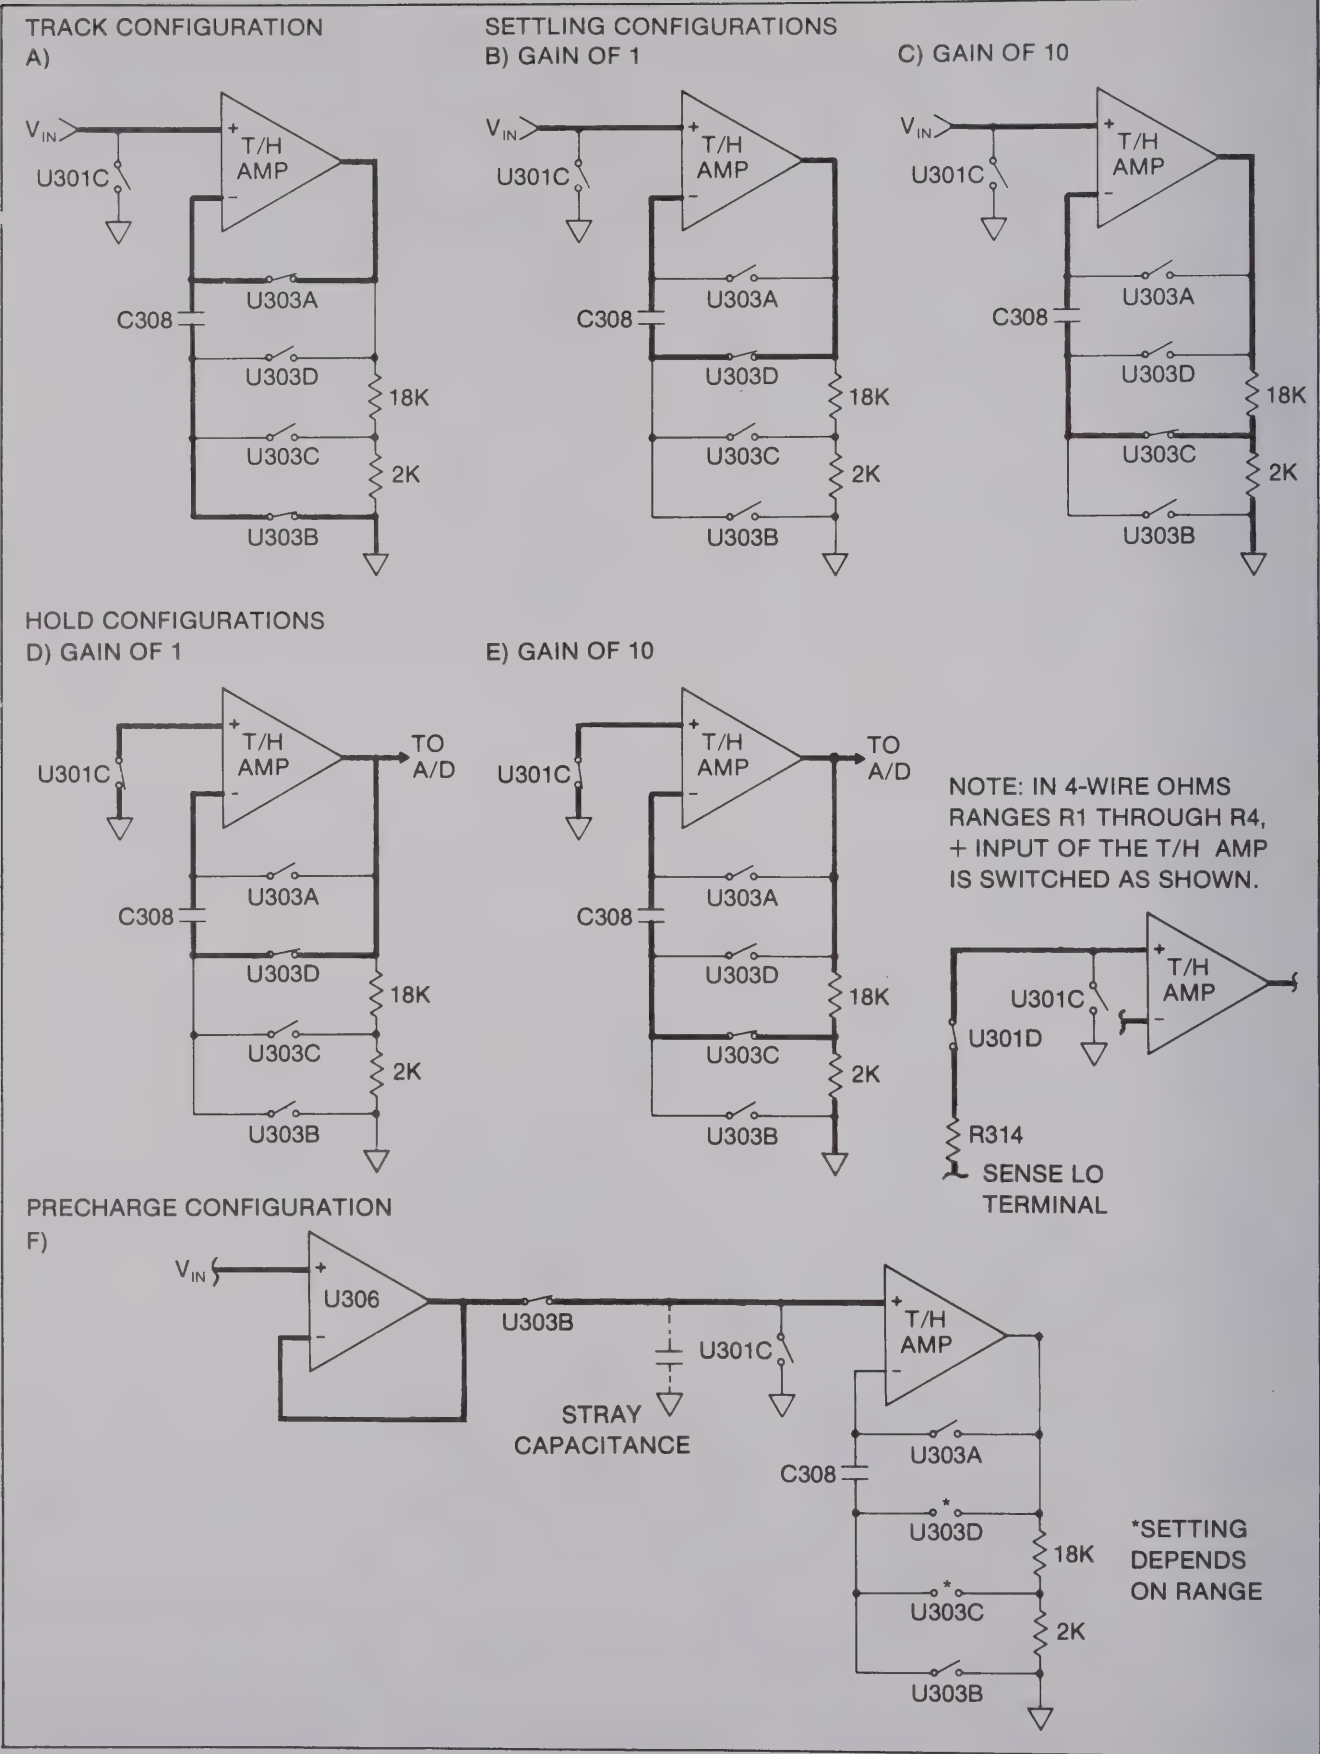 TRACK CONFIGURATION
A)
V_IN
+
T/H
AMP
-
U301C
U303A
C308
U303D
18K
U303C
2K
U303B
SETTLING CONFIGURATIONS
B) GAIN OF 1
V_IN
+
T/H
AMP
-
U301C
U303A
C308
U303D
18K
U303C
2K
U303B
C) GAIN OF 10
V_IN
+
T/H
AMP
-
U301C
U303A
C308
U303D
18K
U303C
2K
U303B
HOLD CONFIGURATIONS
D) GAIN OF 1
+
T/H
AMP
-
TO
A/D
U301C
U303A
C308
U303D
18K
U303C
2K
U303B
E) GAIN OF 10
+
T/H
AMP
-
TO
A/D
U301C
U303A
C308
U303D
18K
U303C
2K
U303B
NOTE: IN 4-WIRE OHMS
RANGES R1 THROUGH R4,
+ INPUT OF THE T/H AMP
IS SWITCHED AS SHOWN.
+
T/H
AMP
-
U301C
U301D
R314
SENSE LO
TERMINAL
PRECHARGE CONFIGURATION
F)
V_IN
+
U306
-
U303B
STRAY
CAPACITANCE
U301C
+
T/H
AMP
-
U303A
C308
*
U303D
18K
*
U303C
2K
U303B
*SETTING
DEPENDS
ON RANGE